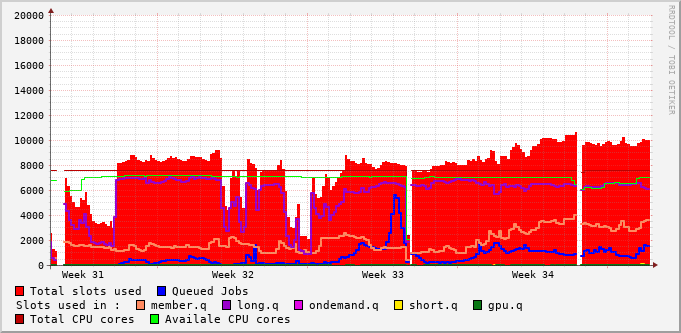 RRDTOOL / TOBI OETIKER
20000
18000
16000
14000
12000
10000
8000
6000
4000
2000
0
Week 31 Week 32 Week 33 Week 34
Total slots used Queued Jobs
Slots used in : member.q long.q ondemand.q short.q gpu.q
Total CPU cores Availale CPU cores